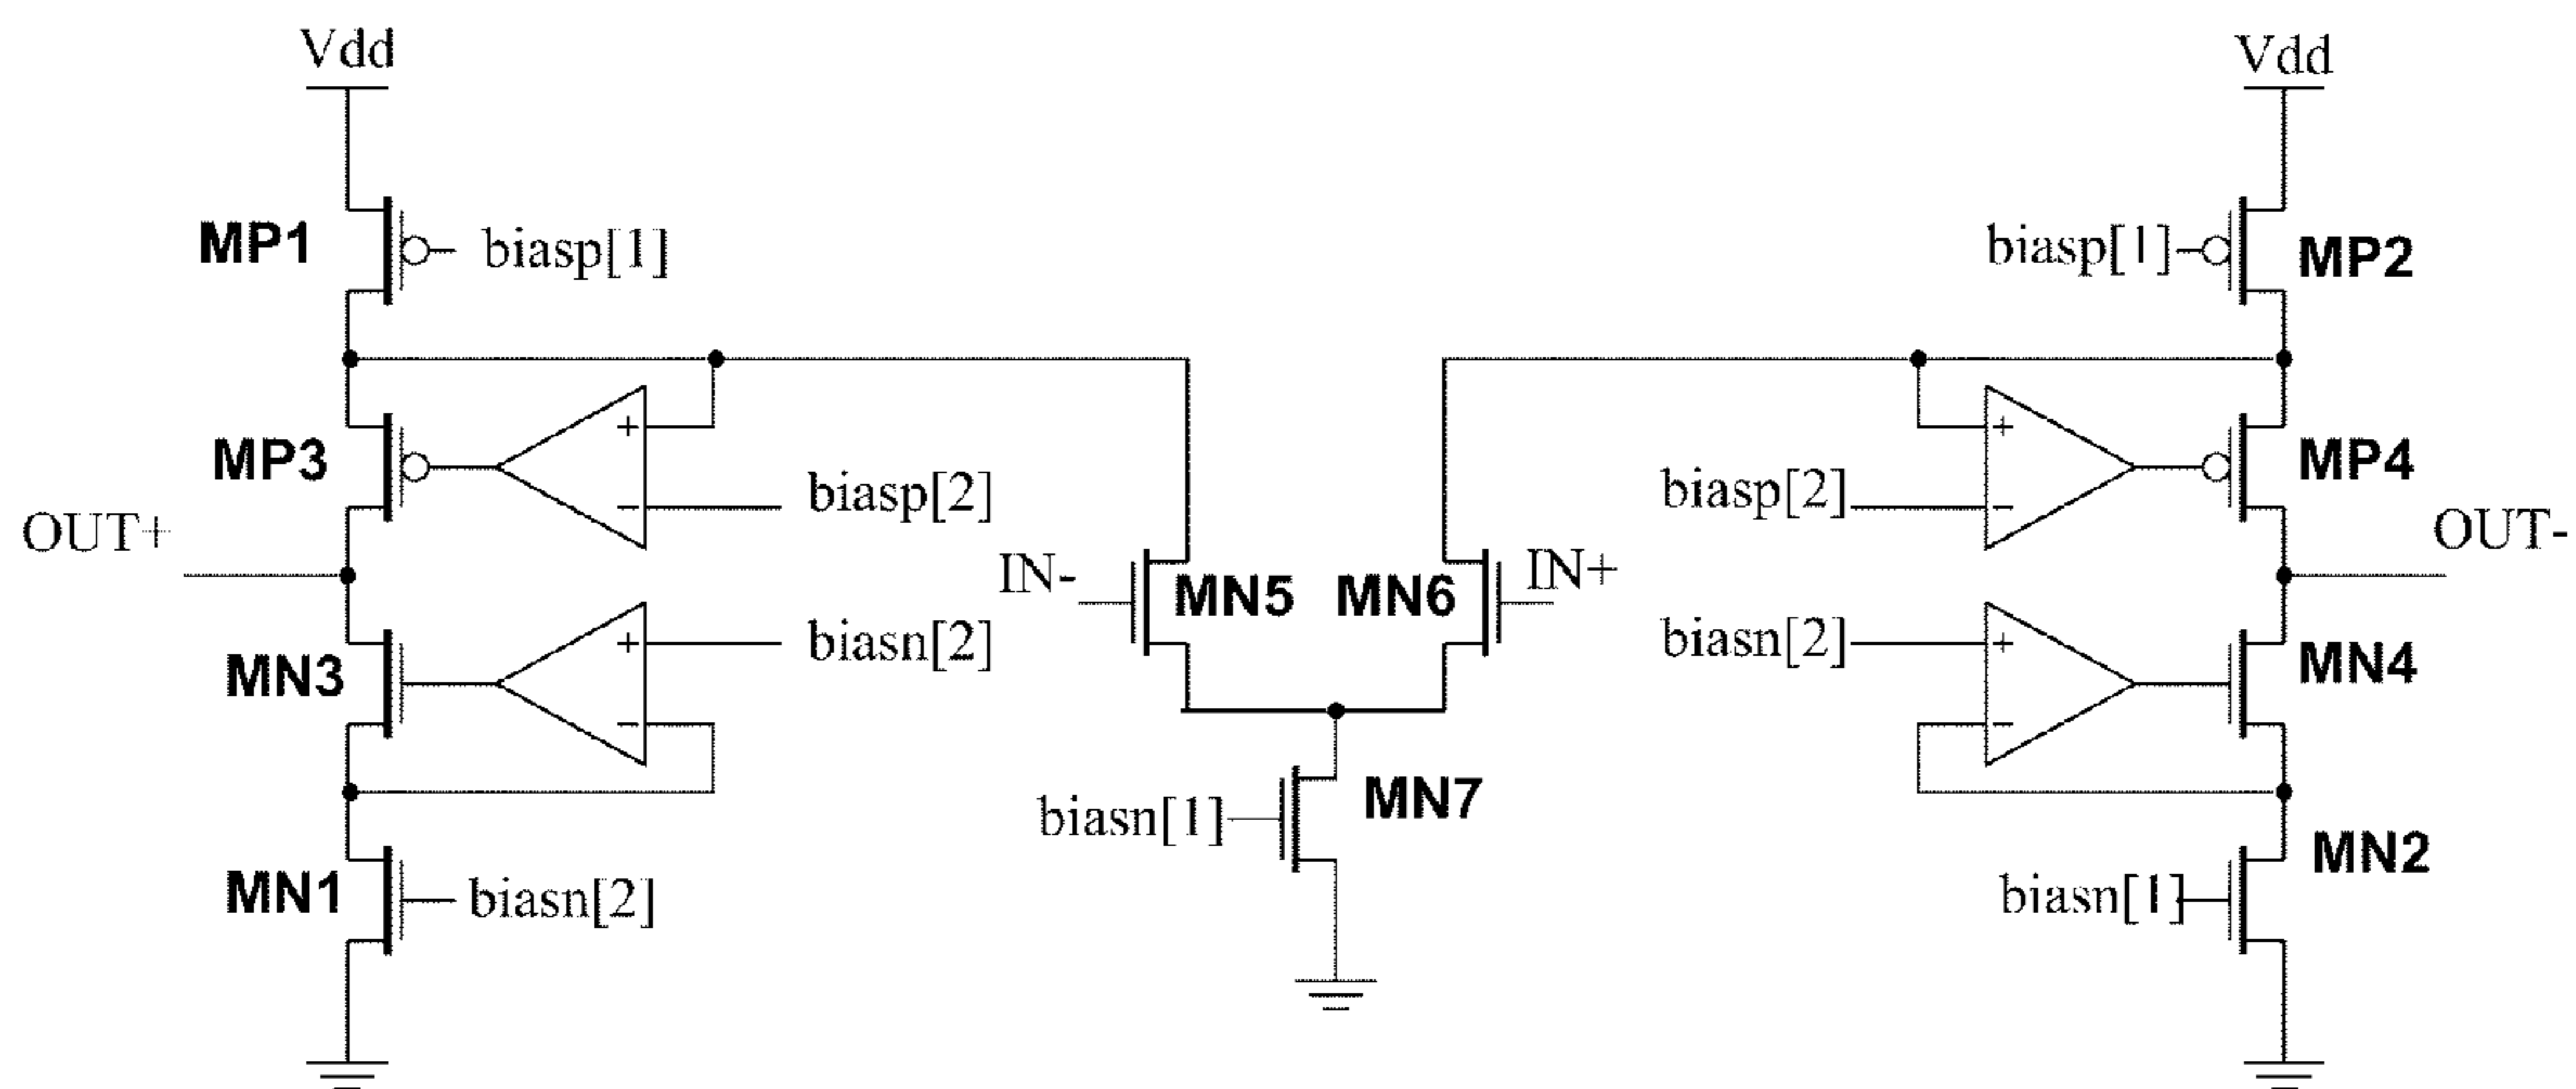 Vdd
Vdd
MP1
biasp[1]
biasp[1]
MP2
MP3
+
-
biasp[2]
biasp[2]
+
-
MP4
OUT+
IN-
MN5
MN6
IN+
OUT-
MN3
+
-
biasn[2]
biasn[2]
+
-
MN4
biasn[1]
MN7
MN1
biasn[2]
biasn[1]
MN2